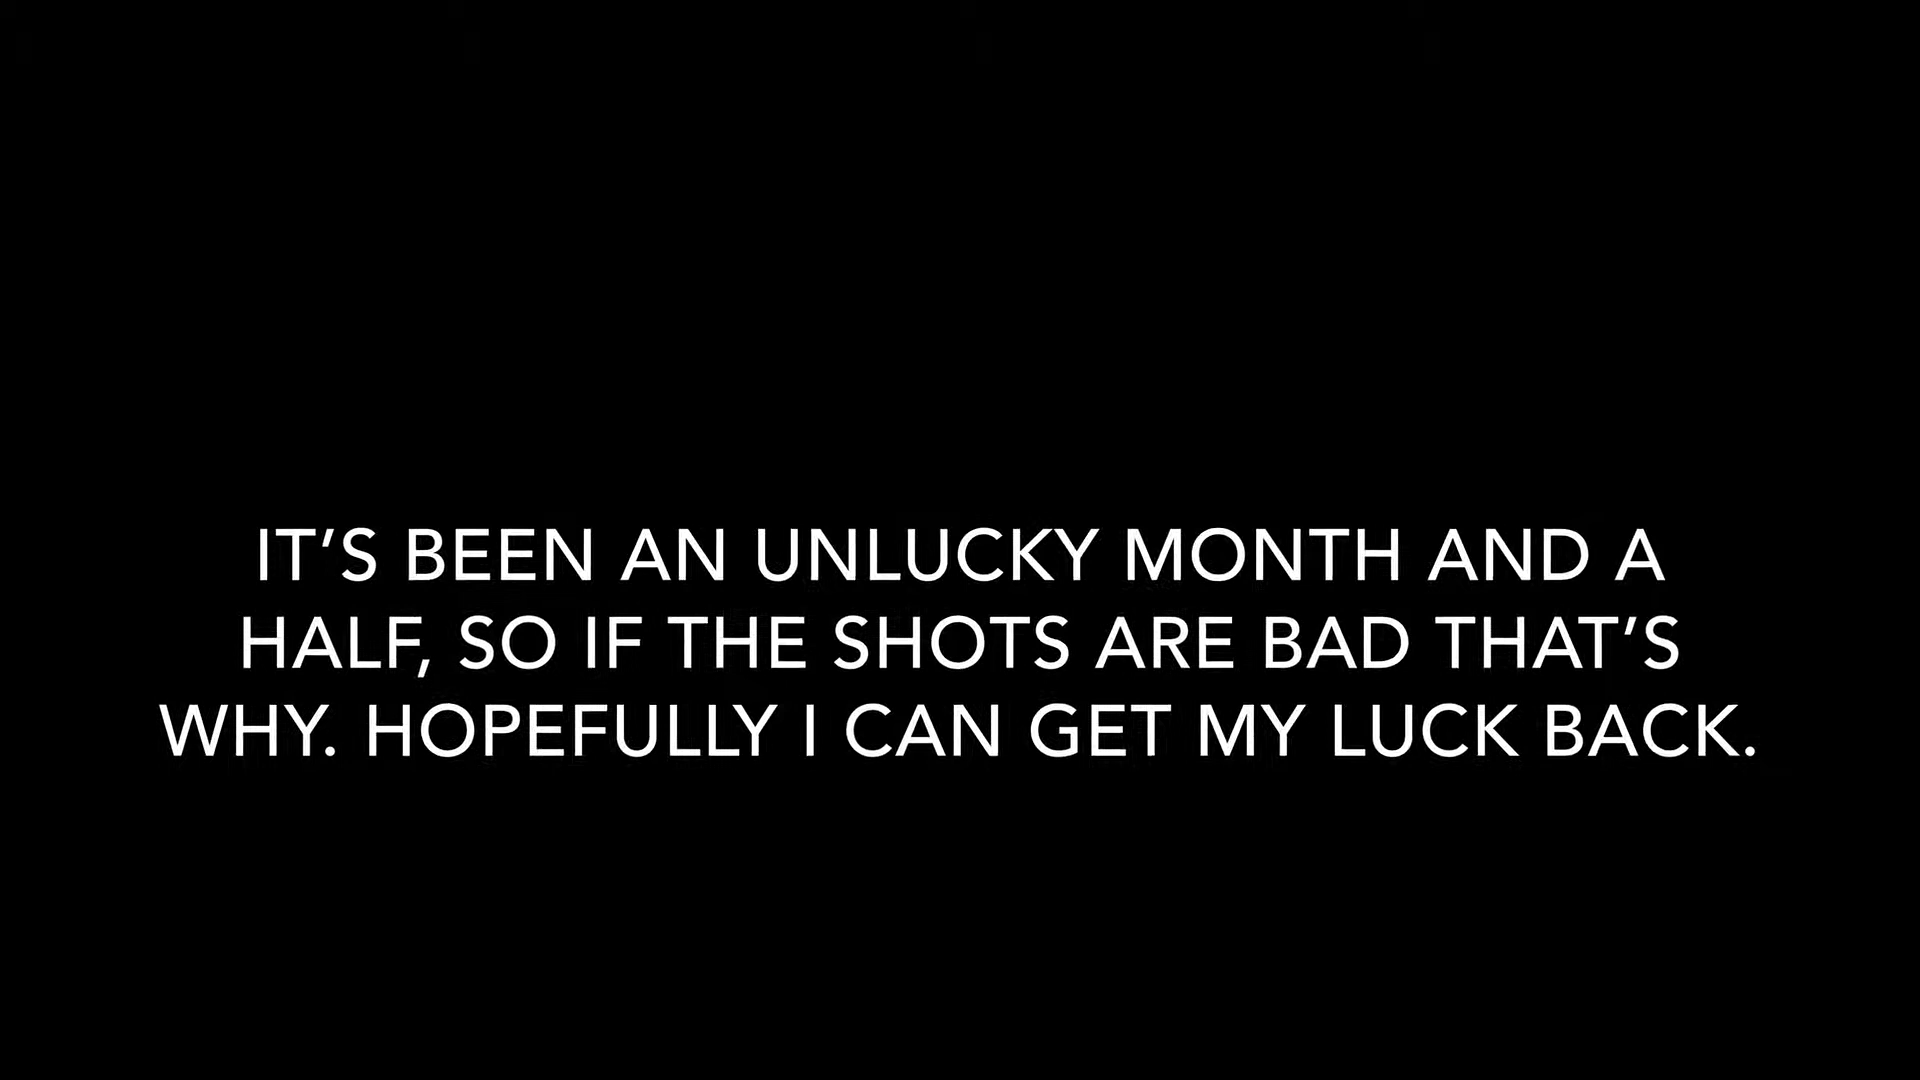 IT’S BEEN AN UNLUCKY MONTH AND A
HALF, SO IF THE SHOTS ARE BAD THAT’S
WHY. HOPEFULLY I CAN GET MY LUCK BACK.